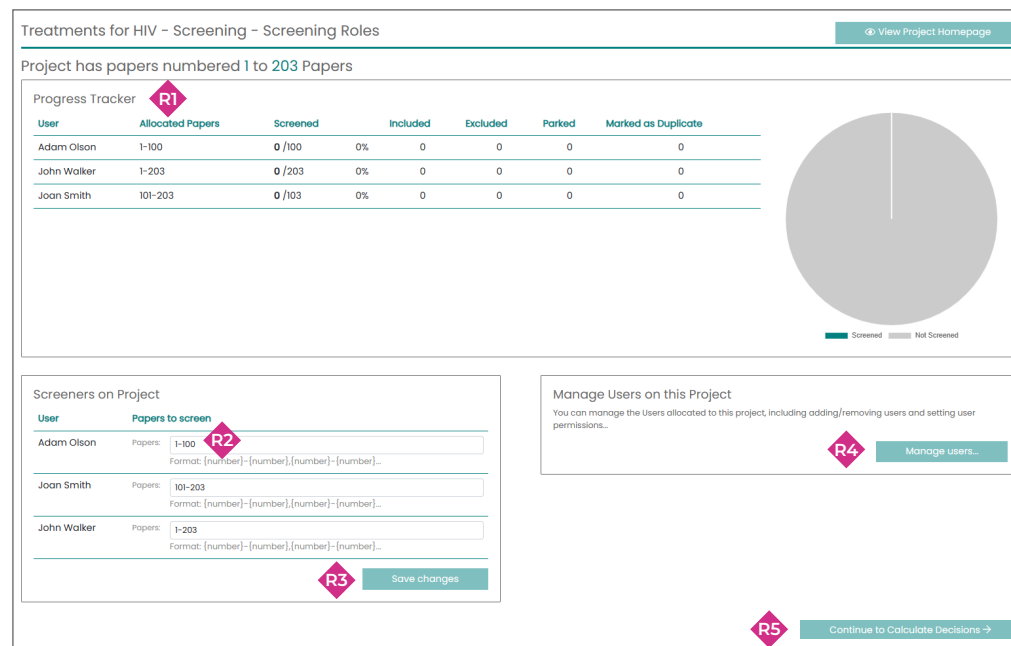 Treatments for HIV - Screening - Screening Roles
View Project Homepage
Project has papers numbered 1 to 203 Papers
Progress Tracker R1
User Allocated Papers Screened Included Excluded Parked Marked as Duplicate
Adam Olson 1-100 0 /100 0% 0 0 0 0
John Walker 1-203 0 /203 0% 0 0 0 0
Joan Smith 101-203 0 /103 0% 0 0 0 0
Screened Not Screened
Screeners on Project
User Papers to screen
Adam Olson Papers: 1-100 R2
Format: {number}-{number},{number}-{number}...
Joan Smith Papers: 101-203
Format: {number}-{number},{number}-{number}...
John Walker Papers: 1-203
Format: {number}-{number},{number}-{number}...
R3 Save changes
Manage Users on this Project
You can manage the Users allocated to this project, including adding/removing users and setting user
permissions...
R4 Manage users...
R5 Continue to Calculate Decisions →